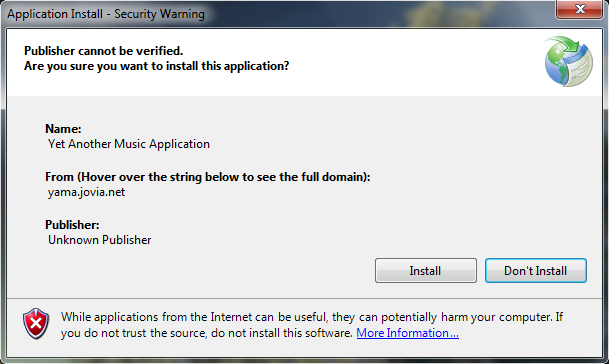 Application Install - Security Warning
Publisher cannot be verified.
Are you sure you want to install this application?
Name:
Yet Another Music Application
From (Hover over the string below to see the full domain):
yama.jovia.net
Publisher:
Unknown Publisher
Install
Don't Install
While applications from the Internet can be useful, they can potentially harm your computer. If
you do not trust the source, do not install this software. More Information...